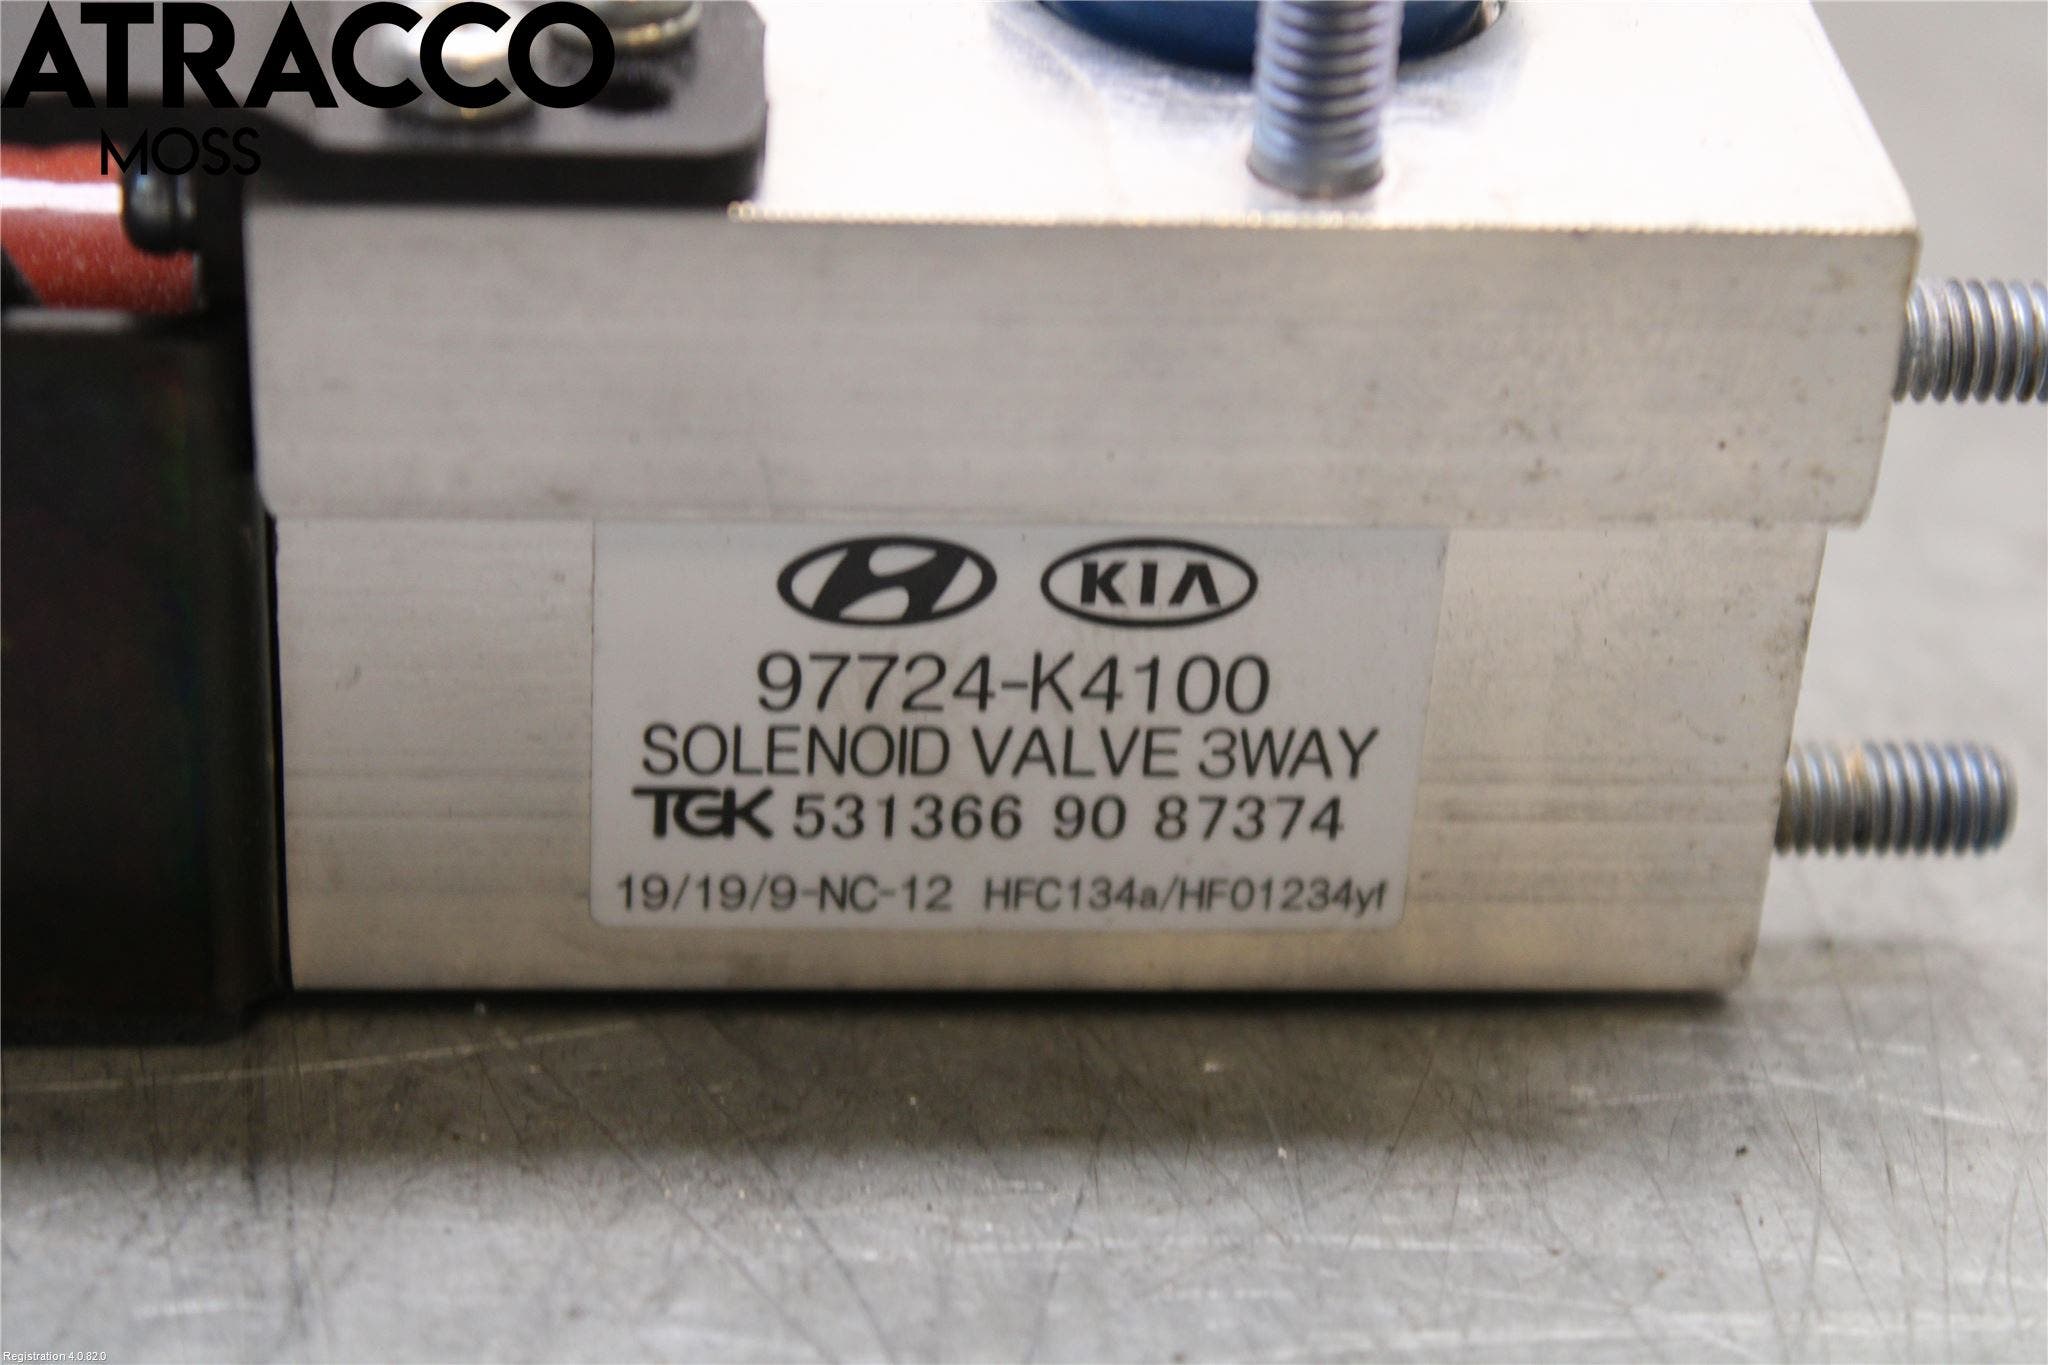 ATRACCO
MOSS
KIA
97724-K4100
SOLENOID VALVE 3WAY
TGK 531366 90 87374
19/19/9-NC-12 HFC134a/HFO1234yf
Registration 4.0.82.0